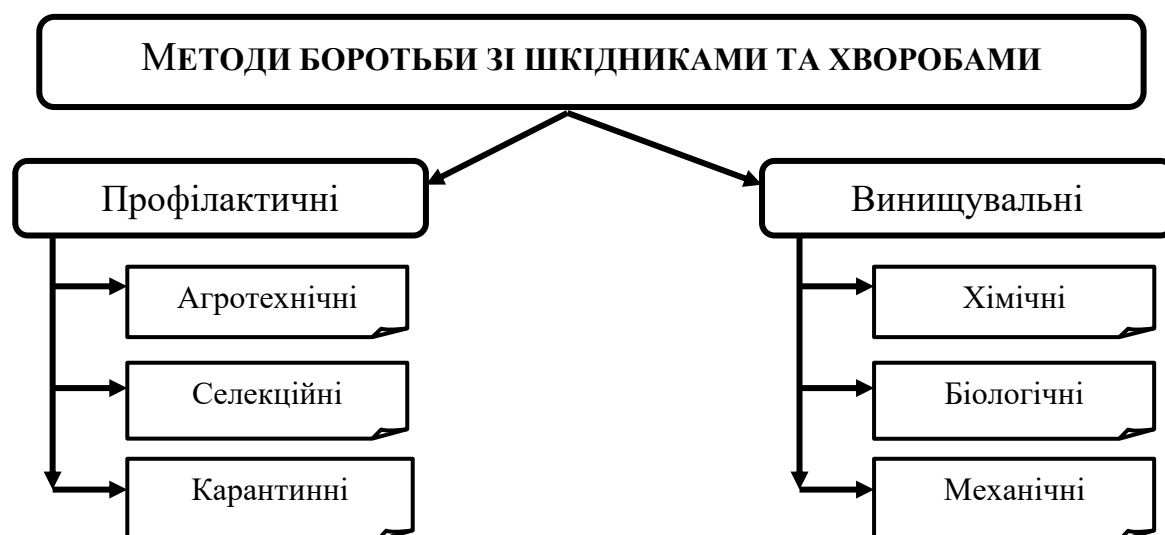 МЕТОДИ БОРОТЬБИ ЗІ ШКІДНИКАМИ ТА ХВОРОБАМИ
Профілактичні
Винищувальні
Агротехнічні
Хімічні
Селекційні
Біологічні
Карантинні
Механічні